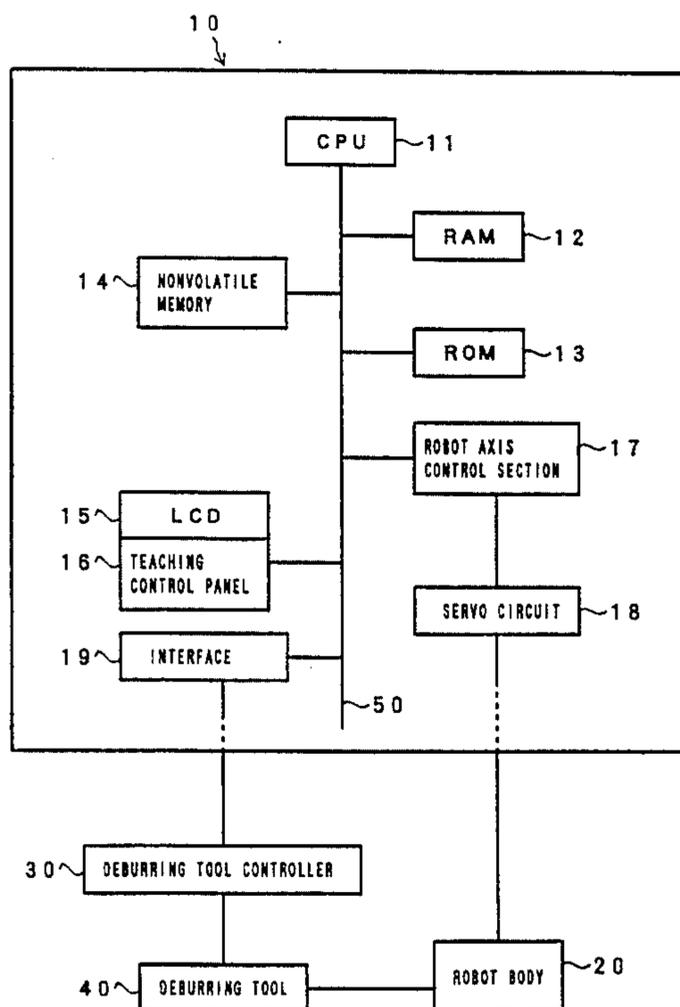 10
CPU 11
RAM 12
14 NONVOLATILE
MEMORY
ROM 13
ROBOT AXIS
CONTROL SECTION 17
15 LCD
16 TEACHING
CONTROL PANEL
SERVO CIRCUIT 18
19 INTERFACE
50
30 DEBURRING TOOL CONTROLLER
40 DEBURRING TOOL
ROBOT BODY 20